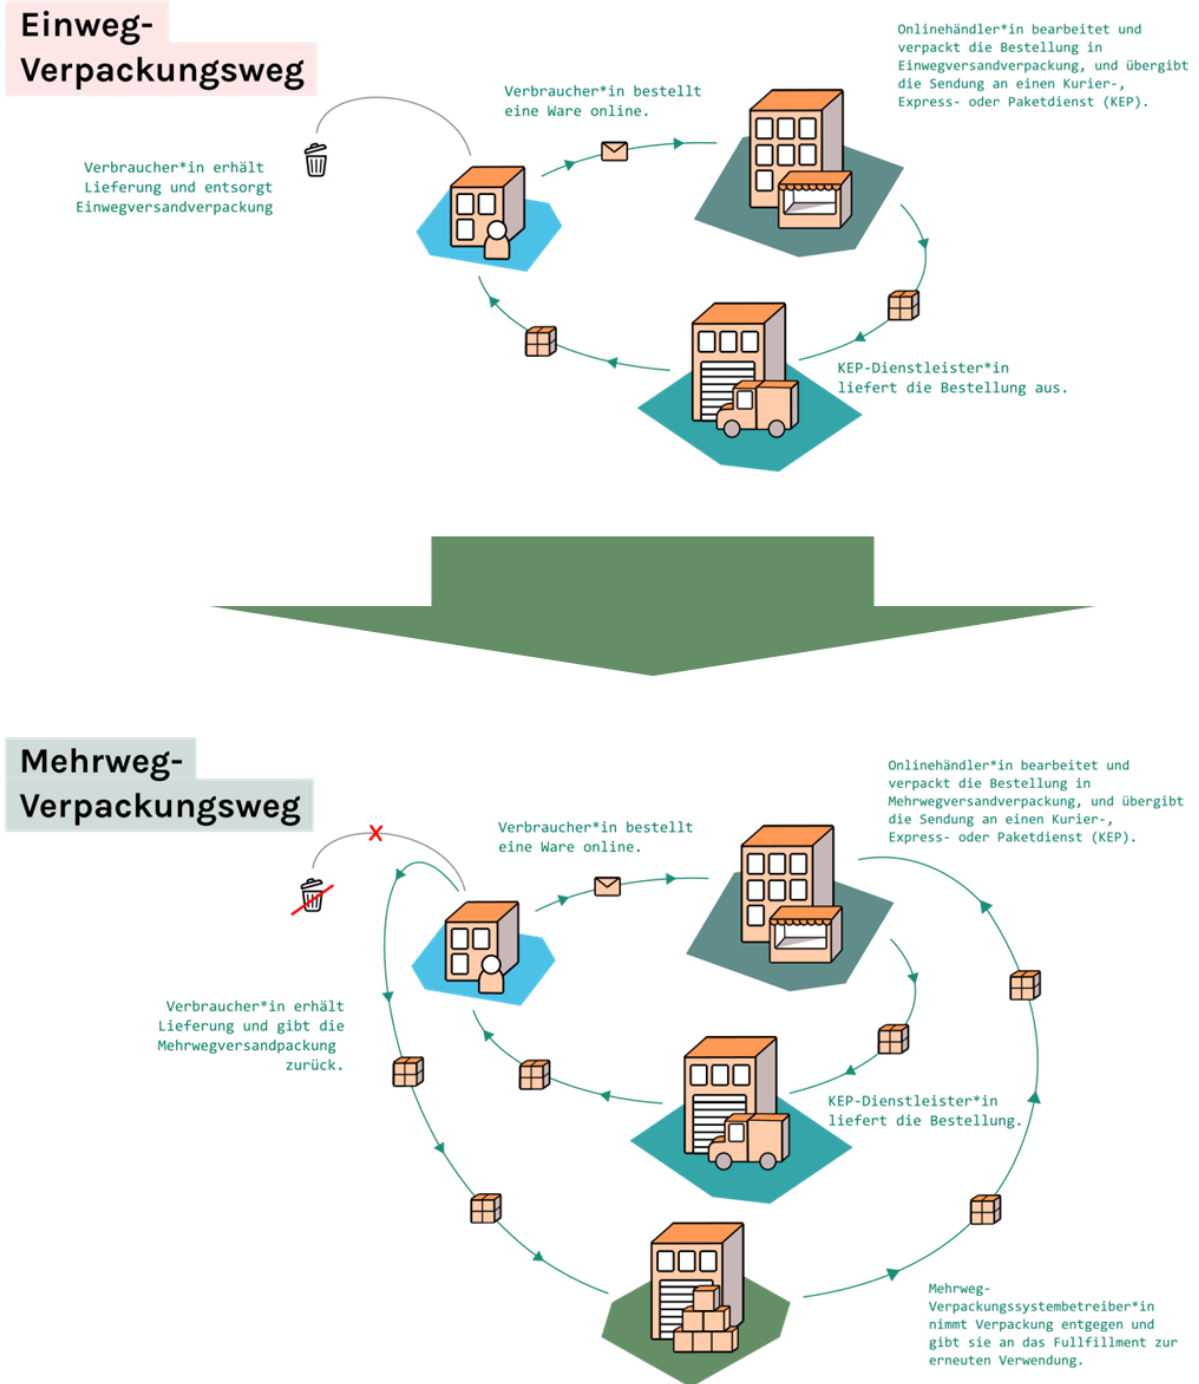 Einweg-
Verpackungsweg
Onlinehändler*in bearbeitet und
verpackt die Bestellung in
Einwegversandverpackung, und übergibt
die Sendung an einen Kurier-,
Express- oder Paketdienst (KEP).
Verbraucher*in bestellt
eine Ware online.
Verbraucher*in erhält
Lieferung und entsorgt
Einwegversandverpackung
KEP-Dienstleister*in
liefert die Bestellung aus.
Mehrweg-
Verpackungsweg
Onlinehändler*in bearbeitet und
verpackt die Bestellung in
Mehrwegversandverpackung, und übergibt
die Sendung an einen Kurier-,
Express- oder Paketdienst (KEP).
Verbraucher*in bestellt
eine Ware online.
Verbraucher*in erhält
Lieferung und gibt die
Mehrwegversandpackung
zurück.
KEP-Dienstleister*in
liefert die Bestellung.
Mehrweg-
Verpackungssystembetreiber*in
nimmt Verpackung entgegen und
gibt sie an das Fullfillment zur
erneuten Verwendung.